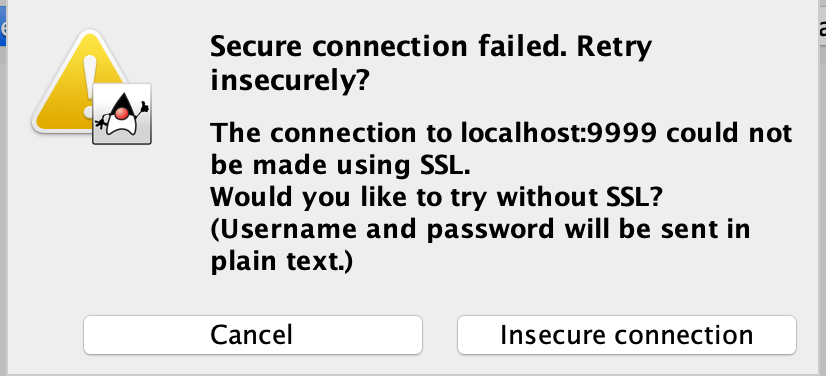 Secure connection failed. Retry
insecurely?
The connection to localhost:9999 could not
be made using SSL.
Would you like to try without SSL?
(Username and password will be sent in
plain text.)
Cancel
Insecure connection